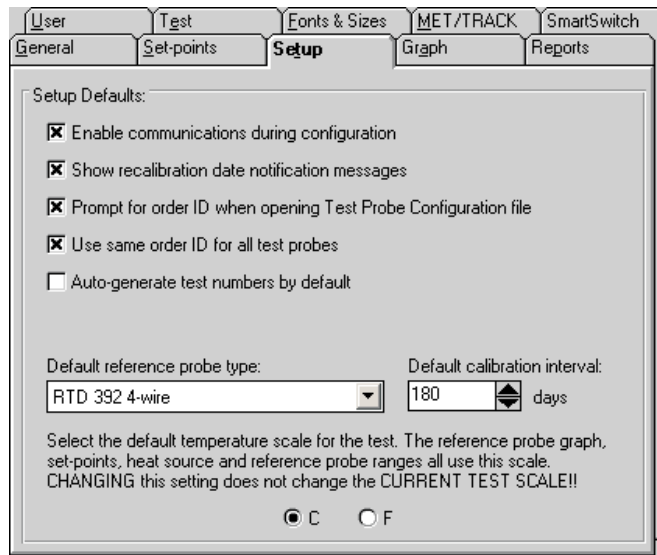 User Test Fonts & Sizes MET/TRACK SmartSwitch
General Set-points Setup Graph Reports
Setup Defaults:
Enable communications during configuration
Show recalibration date notification messages
Prompt for order ID when opening Test Probe Configuration file
Use same order ID for all test probes
Auto-generate test numbers by default
Default reference probe type: Default calibration interval:
RTD 392 4-wire 180 days
Select the default temperature scale for the test. The reference probe graph,
set-points, heat source and reference probe ranges all use this scale.
CHANGING this setting does not change the CURRENT TEST SCALE!!
C F